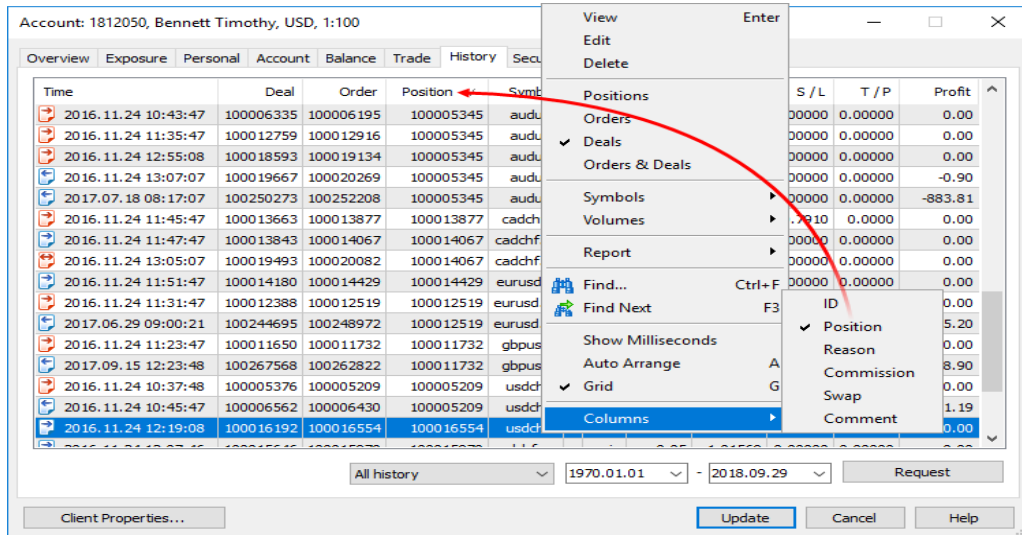 Account: 1812050, Bennett Timothy, USD, 1:100
Overview Exposure Personal Account Balance Trade History
Time Deal Order Position S / L T / P Profit
2016.11.24 10:43:47 100006335 100006195 100005345 0.00000 0.00
2016.11.24 11:35:47 100012759 100012916 100005345 0.00000 0.00
2016.11.24 12:55:08 100018593 100019134 100005345 0.00000 0.00
2016.11.24 13:07:07 100019667 100020269 100005345 0.00000 -0.90
2017.07.18 08:17:07 100250273 100252208 100005345 0.00000 -883.81
2016.11.24 11:45:47 100013663 100013877 100013877 0.0000 0.00
2016.11.24 11:47:47 100013843 100014067 100014067 0.00000 0.00
2016.11.24 13:05:07 100019493 100020082 100014067 0.00000 0.00
2016.11.24 11:51:47 100014180 100014429 100014429 eurusd 0.00000 0.00
2016.11.24 11:31:47 100012388 100012519 100012519 eurusd
2017.06.29 09:00:21 100244695 100248972 100012519 eurusd
2016.11.24 11:23:47 100011650 100011732 100011732
2017.09.15 12:23:48 100267568 100262822 100011732
2016.11.24 10:37:48 100005376 100005209 100005209
2016.11.24 10:45:47 100006562 100006430 100005209
2016.11.24 12:19:08 100016192 100016554 100016554
View Enter
Edit
Delete
Positions
Orders
Deals
Orders & Deals
Symbols
Volumes
Report
Find... Ctrl+F
Find Next F3
Show Milliseconds
Auto Arrange A
Grid G
Columns
ID
Position
Reason
Commission
Swap
Comment
All history 1970.01.01 - 2018.09.29 Request
Client Properties... Update Cancel Help